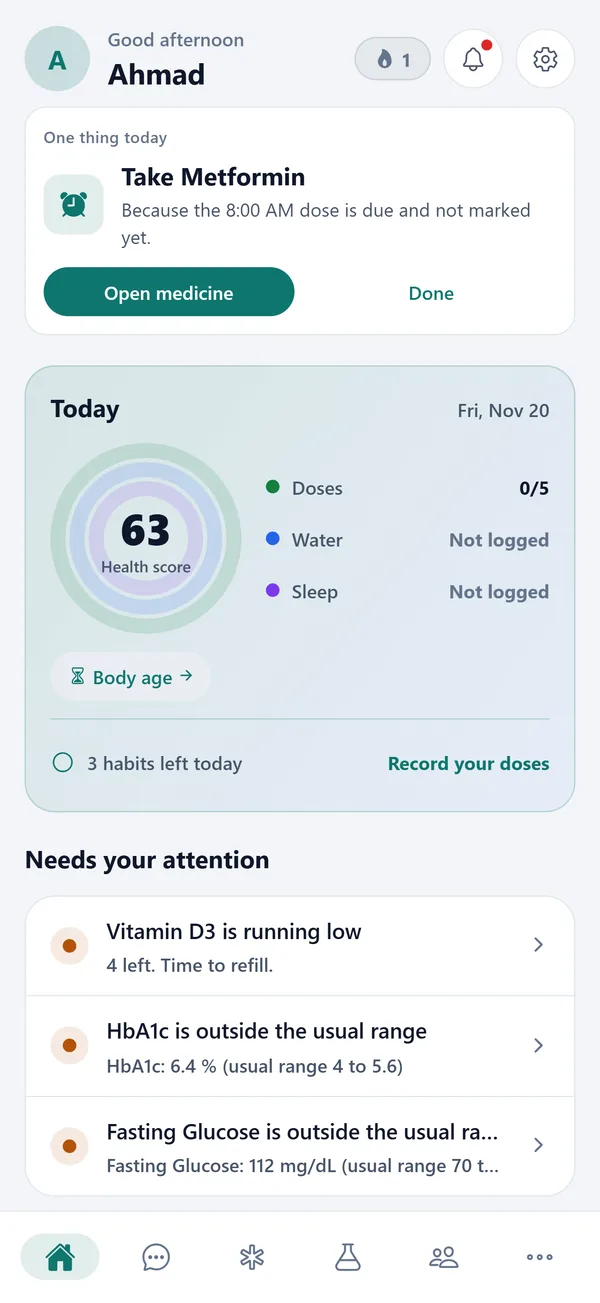 A
Good afternoon
Ahmad
1
One thing today
Take Metformin
Because the 8:00 AM dose is due and not marked
yet.
Open medicine
Done
Today
Fri, Nov 20
63
Health score
Doses
0/5
Water
Not logged
Sleep
Not logged
Body age →
3 habits left today
Record your doses
Needs your attention
Vitamin D3 is running low
4 left. Time to refill.
HbA1c is outside the usual range
HbA1c: 6.4 % (usual range 4 to 5.6)
Fasting Glucose is outside the usual ra...
Fasting Glucose: 112 mg/dL (usual range 70 t...